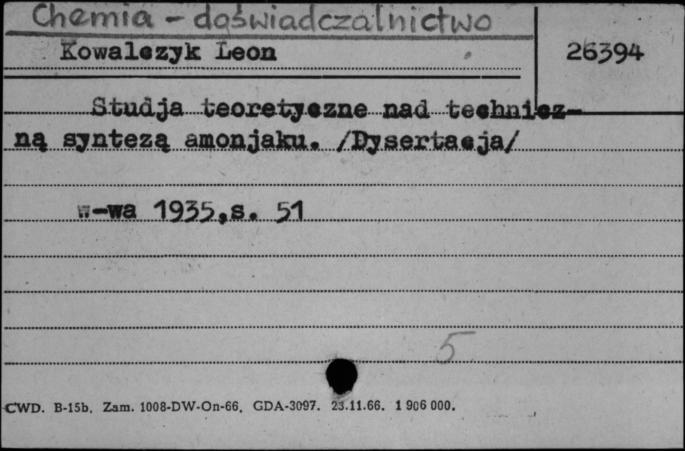 Chemia - doświadczalnictwo
Kowalczyk Leon 26394
Studja teoretyczne nad technicz-
ną syntezą amonjaku. /Dysertacja/
W-wa 1935,s. 51
5
CWD. B-15b. Zam. 1008-DW-On-66. GDA-3097. 23.11.66. 1 906 000.